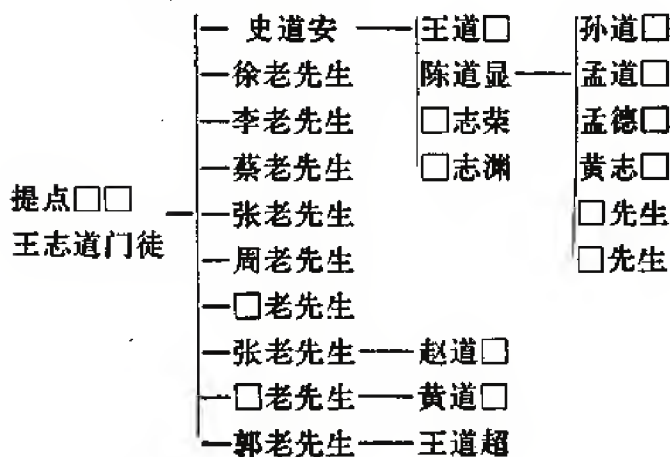 史道安 王道□ 孙道□
徐老先生 陈道显 孟道□
李老先生 □志荣 孟德□
蔡老先生 □志渊 黄志□
提点□□
张老先生 □先生
王志道门徒
周老先生 □先生
□老先生
张老先生 赵道□
□老先生 黄道□
郭老先生 王道超